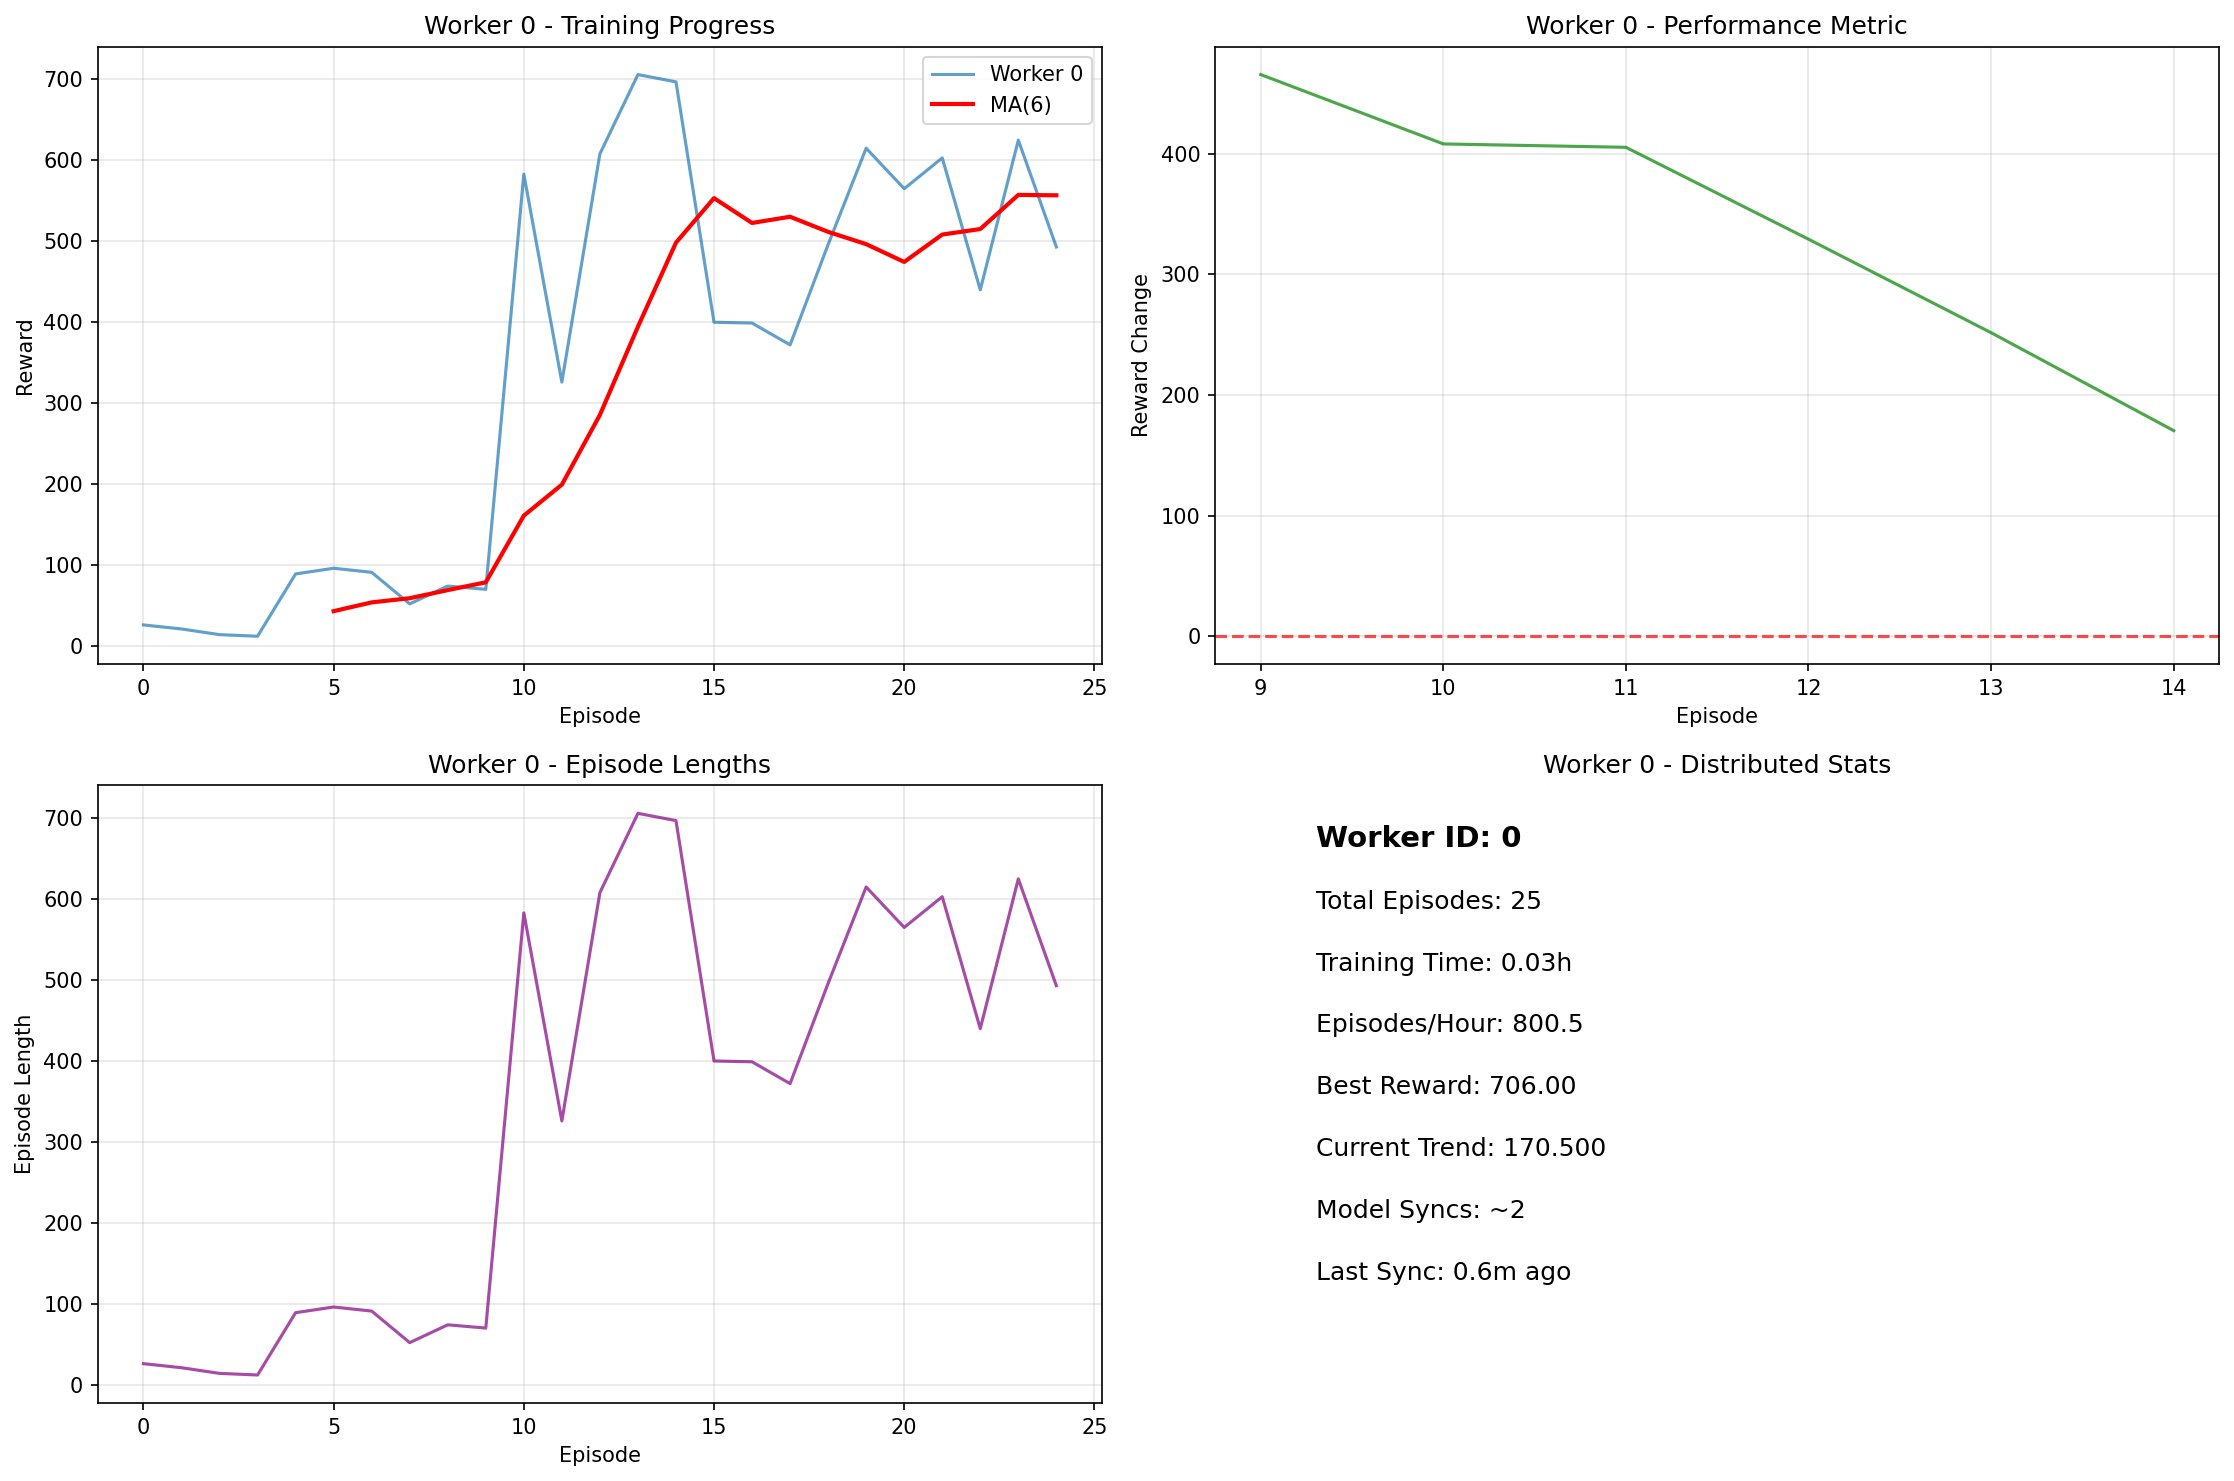 Worker 0 - Training Progress
700
600
500
400
300
200
100
0
Reward
0 5 10 15 20 25
Episode
Worker 0
MA(6)
Worker 0 - Performance Metric
400
300
200
100
0
Reward Change
9 10 11 12 13 14
Episode
Worker 0 - Episode Lengths
700
600
500
400
300
200
100
0
Episode Length
0 5 10 15 20 25
Episode
Worker 0 - Distributed Stats
Worker ID: 0
Total Episodes: 25
Training Time: 0.03h
Episodes/Hour: 800.5
Best Reward: 706.00
Current Trend: 170.500
Model Syncs: ~2
Last Sync: 0.6m ago